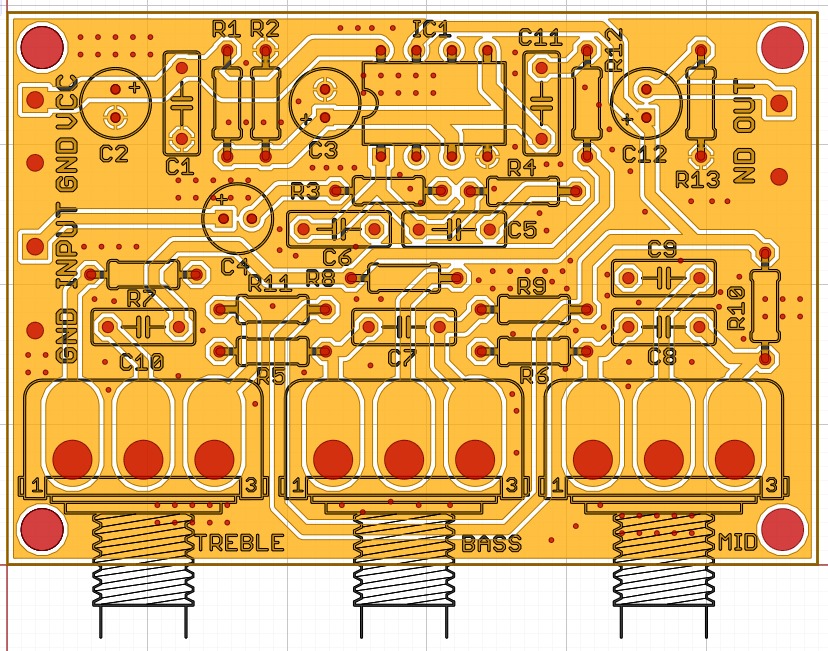 R1 R2
IC1
C11
R12
VCC
+
+
C2
C1
C3
C12
GND
ND OUT
R4
R3
R13
+
C5
C6
INPUT
C4
C9
R11
R8
R9
R7
R10
C10
C7
C8
GND
R5
R6
1
3
1
3
1
3
TREBLE
BASS
MID